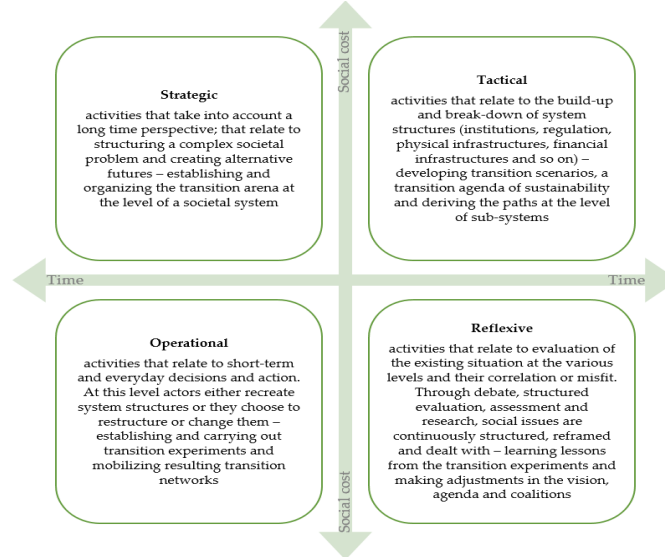 Social cost
Strategic
activities that take into account a
long time perspective; that relate to
structuring a complex societal
problem and creating alternative
futures – establishing and
organizing the transition arena at
the level of a societal system
Tactical
activities that relate to the build-up
and break-down of system
structures (institutions, regulation,
physical infrastructures, financial
infrastructures and so on) –
developing transition scenarios, a
transition agenda of sustainability
and deriving the paths at the level
of sub-systems
Time
Time
Operational
activities that relate to short-term
and everyday decisions and action.
At this level actors either recreate
system structures or they choose to
restructure or change them –
establishing and carrying out
transition experiments and
mobilizing resulting transition
networks
Reflexive
activities that relate to evaluation of
the existing situation at the various
levels and their correlation or misfit.
Through debate, structured
evaluation, assessment and
research, social issues are
continuously structured, reframed
and dealt with – learning lessons
from the transition experiments and
making adjustments in the vision,
agenda and coalitions
Social cost